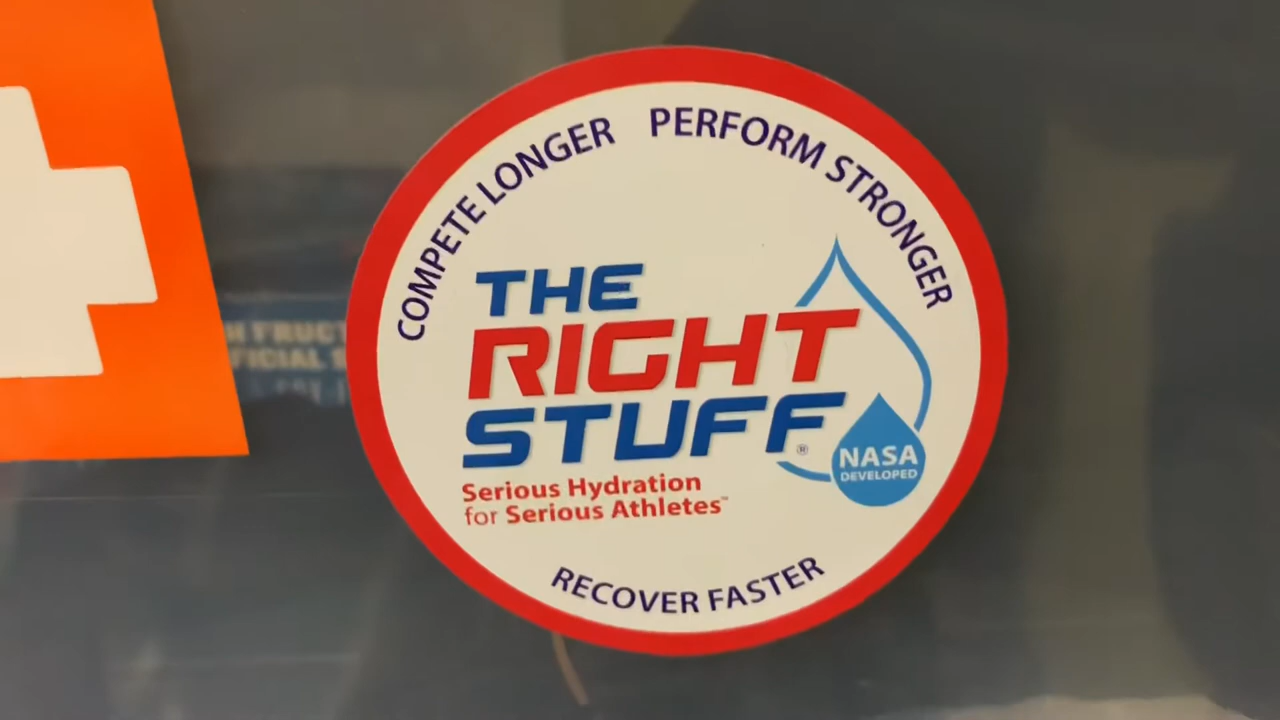 COMPETE LONGER PERFORM STRONGER
THE
RIGHT
STUFF®
NASA
DEVELOPED
Serious Hydration
for Serious Athletes™
RECOVER FASTER